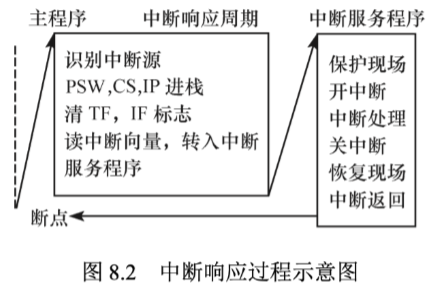 主程序 中断响应周期 中断服务程序
识别中断源
PSW,CS,IP 进栈
清 TF，IF 标志
读中断向量，转入中断
服务程序
保护现场
开中断
中断处理
关中断
恢复现场
中断返回
断点
图 8.2 中断响应过程示意图